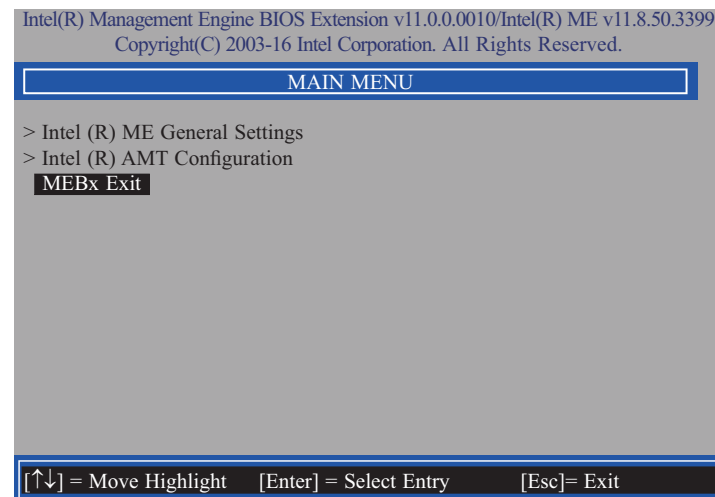 Intel(R) Management Engine BIOS Extension v11.0.0.0010/Intel(R) ME v11.8.50.3399
Copyright(C) 2003-16 Intel Corporation. All Rights Reserved.
MAIN MENU
> Intel (R) ME General Settings
> Intel (R) AMT Configuration
MEBx Exit
[↑↓] = Move Highlight [Enter] = Select Entry [Esc]= Exit